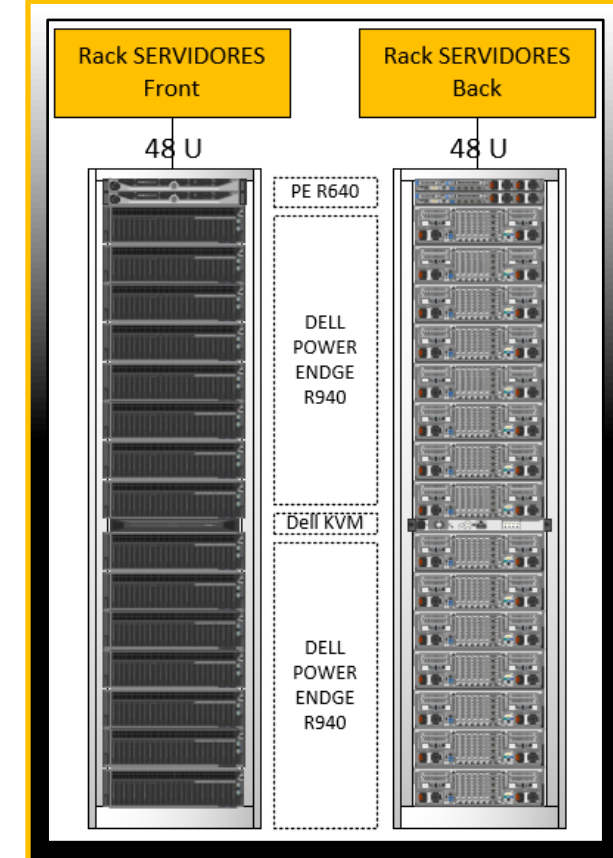 Rack SERVIDORES
Front
Rack SERVIDORES
Back
48 U
48 U
PE R640
DELL
POWER
ENDGE
R940
Dell KVM
DELL
POWER
ENDGE
R940